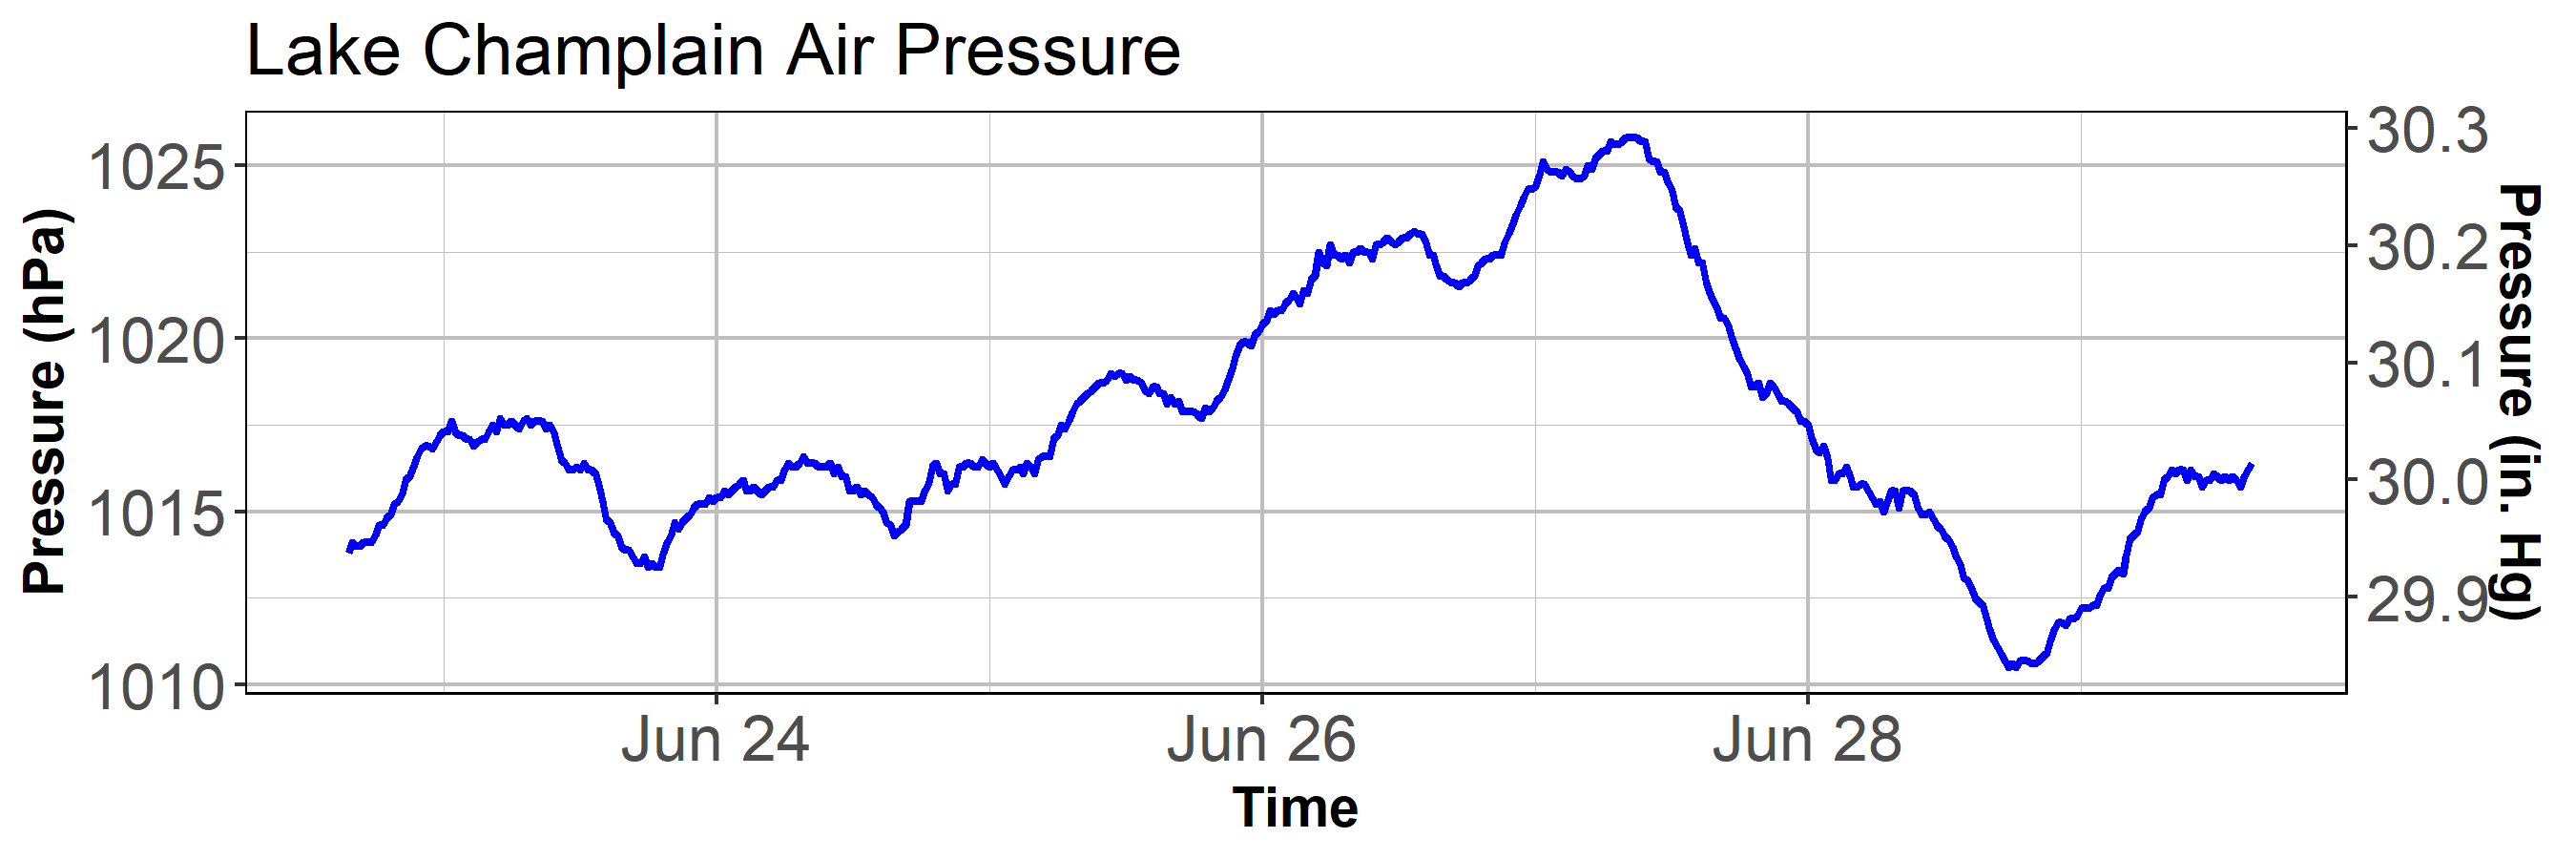 Lake Champlain Air Pressure
1025
1020
1015
1010
Pressure (hPa)
30.3
30.2
30.1
30.0
29.9
Pressure (in. Hg)
Jun 24
Jun 26
Jun 28
Time